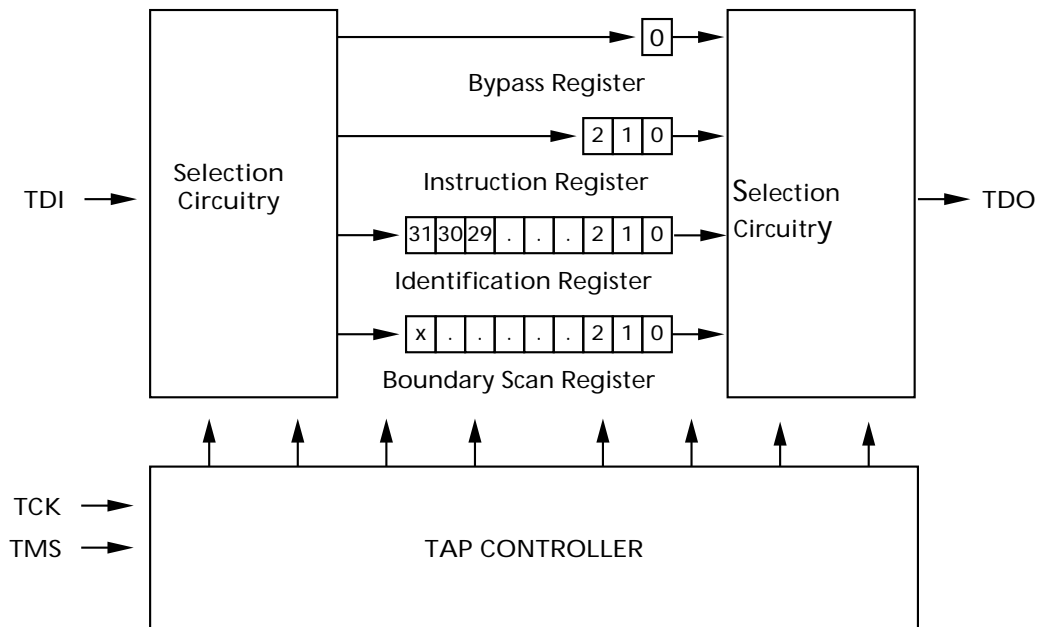 0
Bypass Register
2 1 0
Selection
Circuitry
Instruction Register
Selection
Circuitry
TDI
TDO
31 30 29 . . . 2 1 0
Identification Register
x . . . . . 2 1 0
Boundary Scan Register
TCK
TMS
TAP CONTROLLER